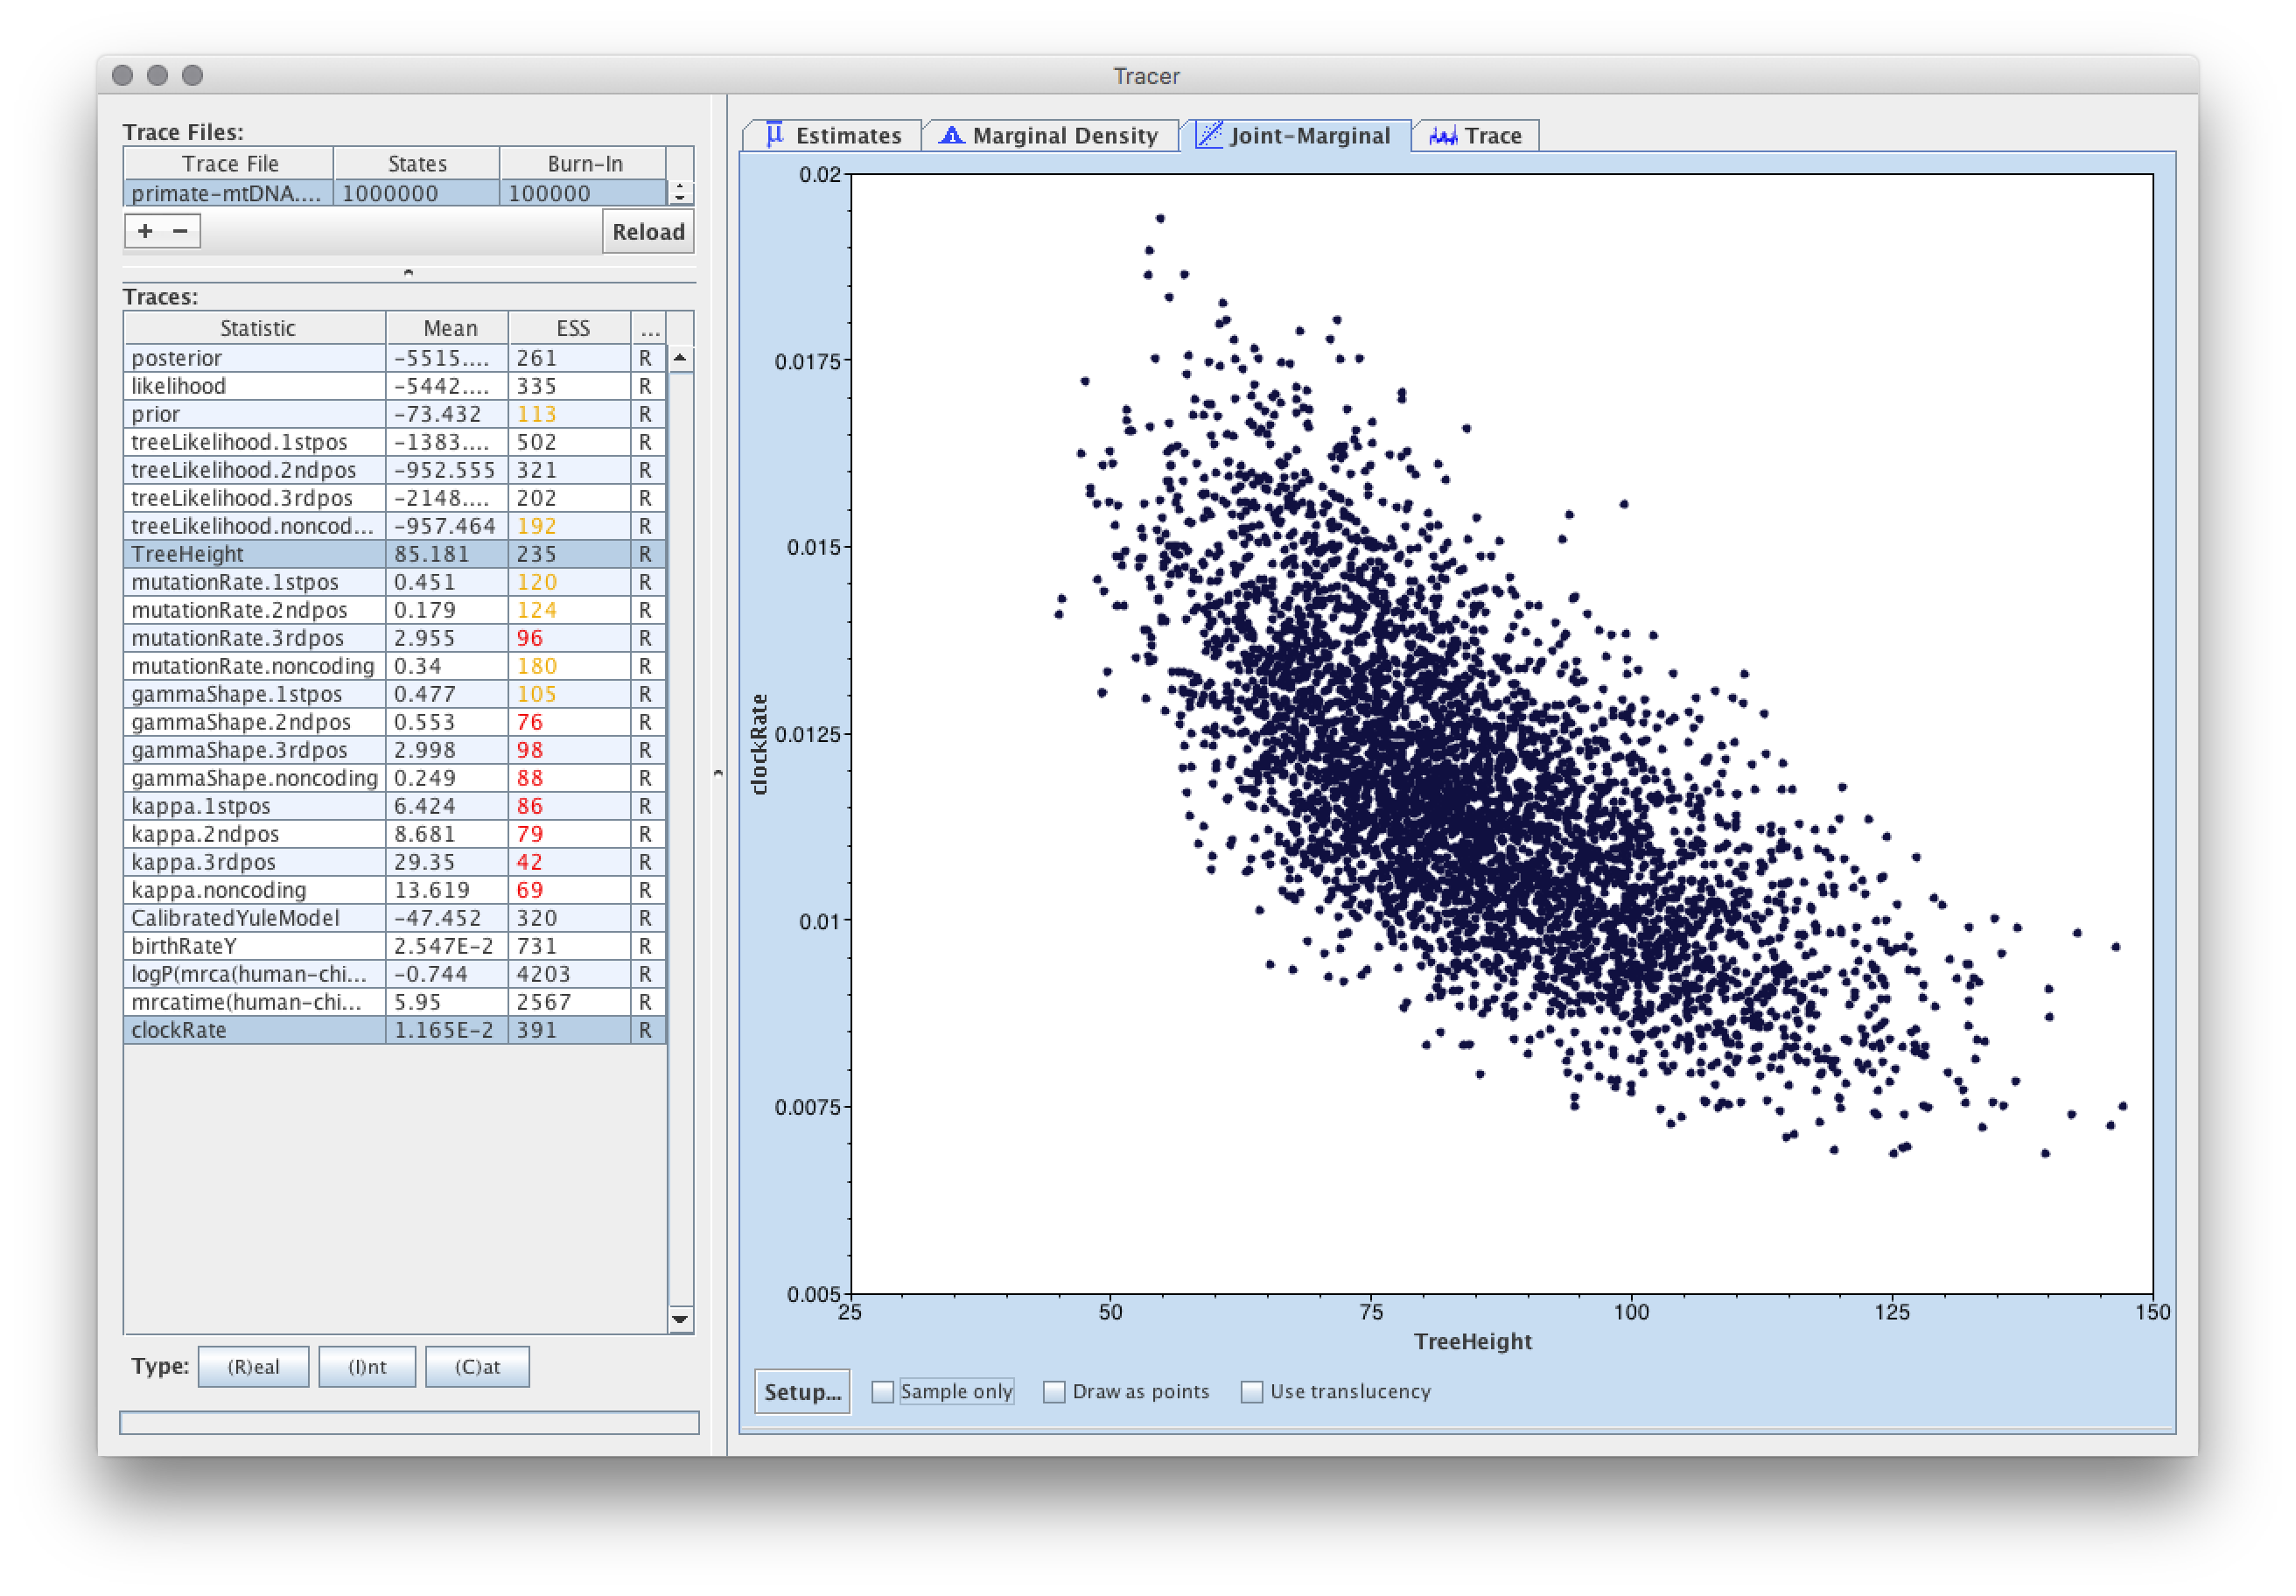 Tracer
Trace Files:
Trace File States Burn-In
primate-mtDNA.... 1000000 100000
+ − Reload
Traces:
Statistic Mean ESS ...
posterior -5515.... 261 R
likelihood -5442.... 335 R
prior -73.432 113 R
treeLikelihood.1stpos -1383.... 502 R
treeLikelihood.2ndpos -952.555 321 R
treeLikelihood.3rdpos -2148.... 202 R
treeLikelihood.noncod... -957.464 192 R
TreeHeight 85.181 235 R
mutationRate.1stpos 0.451 120 R
mutationRate.2ndpos 0.179 124 R
mutationRate.3rdpos 2.955 96 R
mutationRate.noncoding 0.34 180 R
gammaShape.1stpos 0.477 105 R
gammaShape.2ndpos 0.553 76 R
gammaShape.3rdpos 2.998 98 R
gammaShape.noncoding 0.249 88 R
kappa.1stpos 6.424 86 R
kappa.2ndpos 8.681 79 R
kappa.3rdpos 29.35 42 R
kappa.noncoding 13.619 69 R
CalibratedYuleModel -47.452 320 R
birthRateY 2.547E-2 731 R
logP(mrca(human-chi... -0.744 4203 R
mrcatime(human-chi... 5.95 2567 R
clockRate 1.165E-2 391 R
Type: (R)eal (I)nt (C)at
μ Estimates Marginal Density Joint-Marginal Trace
0.02
0.0175
0.015
0.0125
0.01
0.0075
0.005
clockRate
25 50 75 100 125 150
TreeHeight
Setup... Sample only Draw as points Use translucency